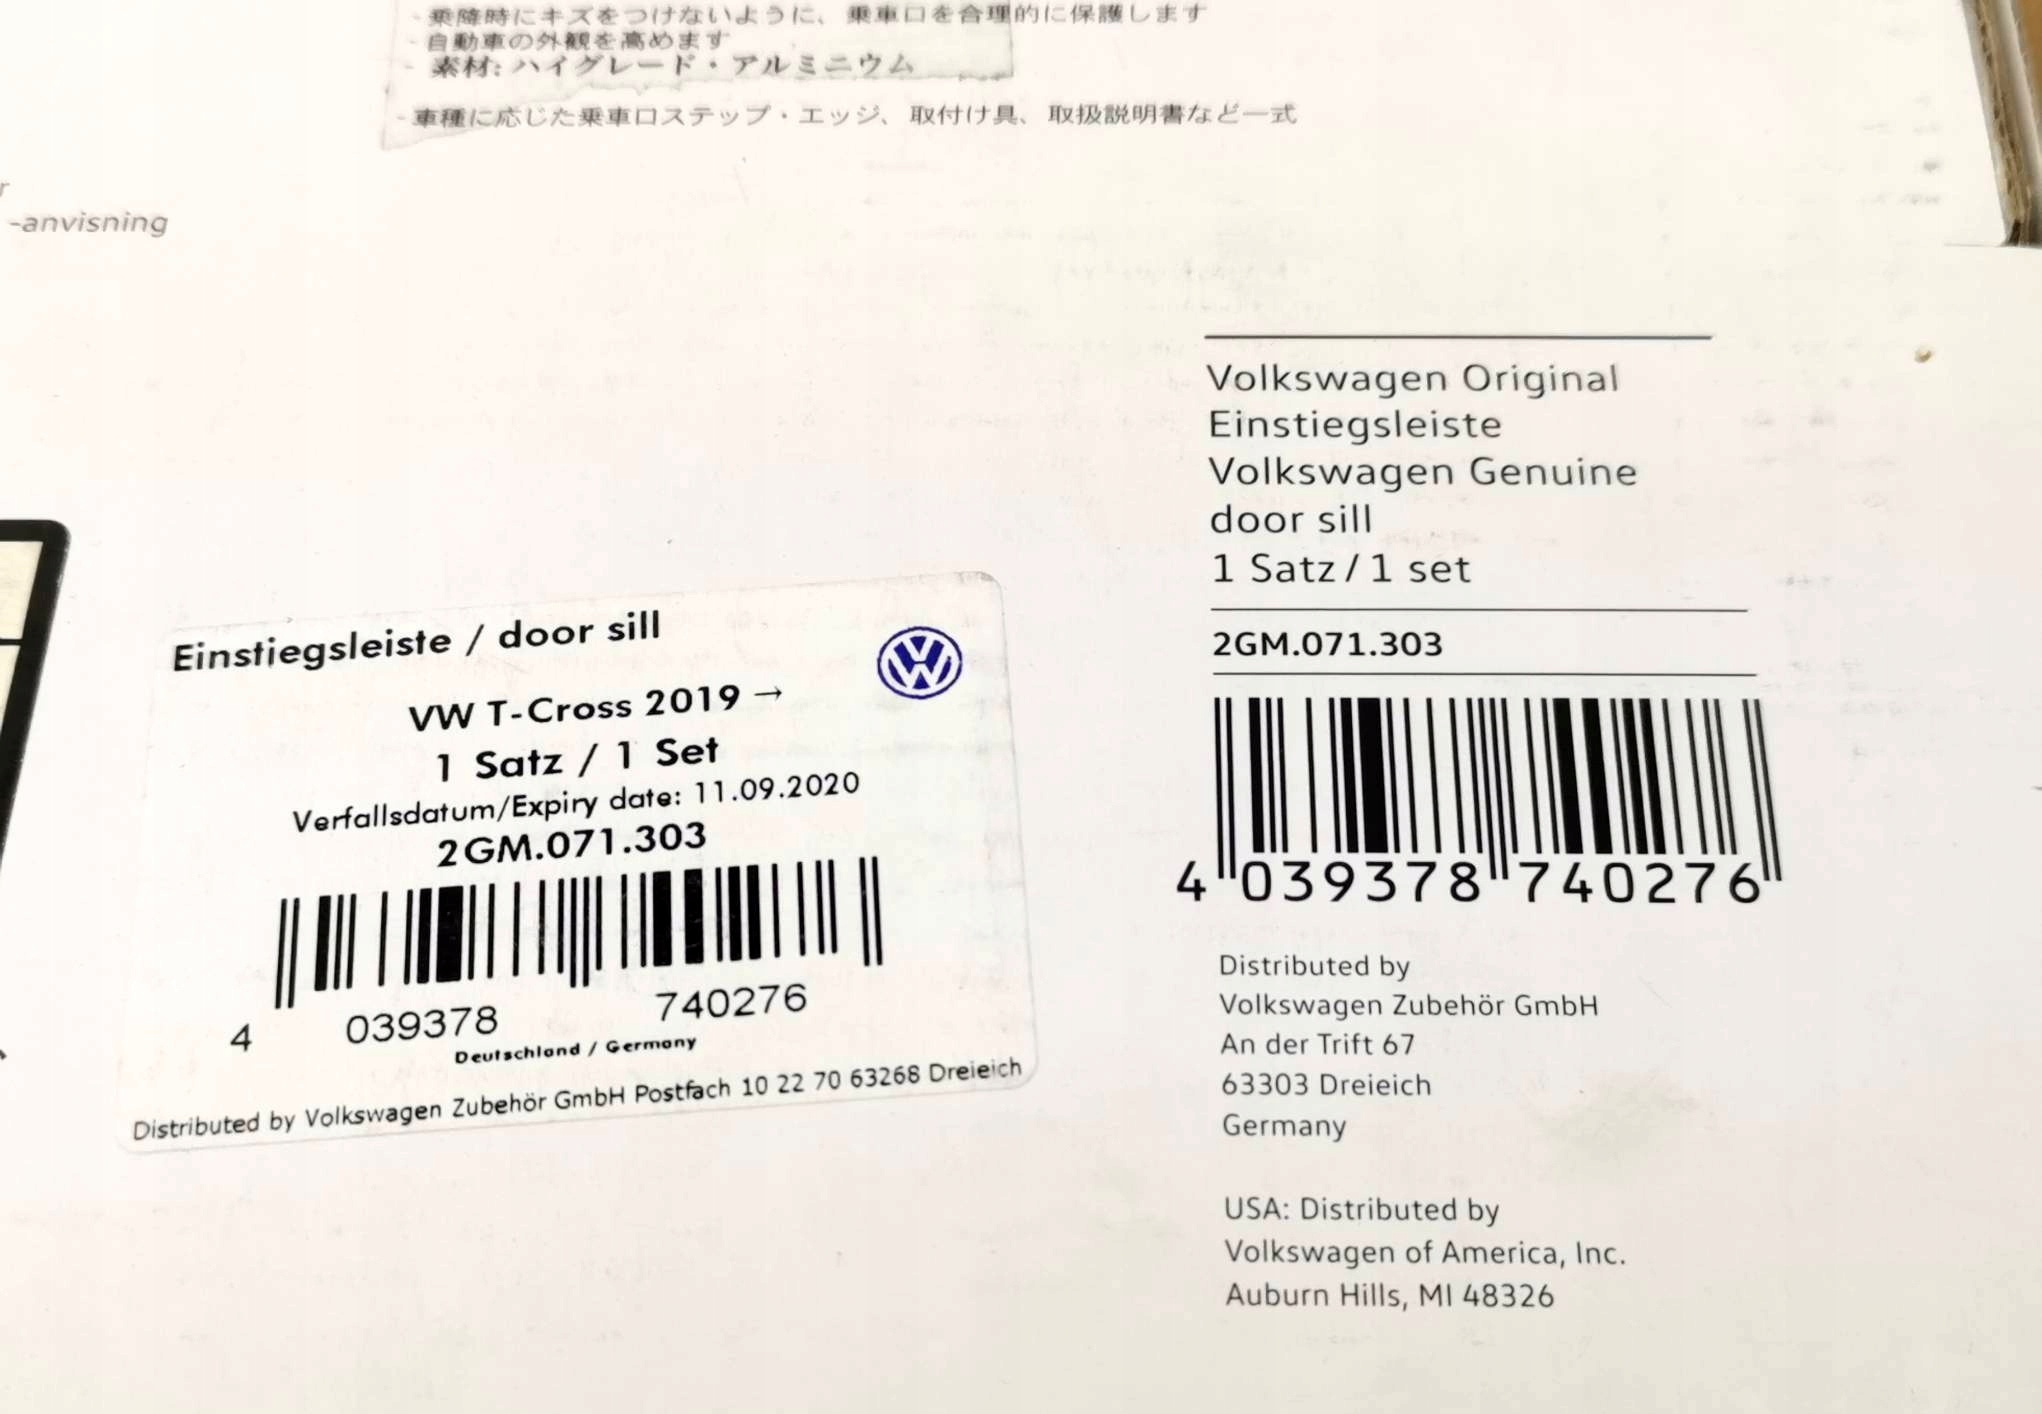 - 乗降時にキズをつけないように、乗車口を合理的に保護します
- 自動車の外観を高めます
- 素材: ハイグレード・アルミニウム
- 車種に応じた乗車口ステップ・エッジ、取付け具、取扱説明書など一式
r
-anvisning
Einstiegsleiste / door sill
VW T-Cross 2019 →
1 Satz / 1 Set
Verfallsdatum/Expiry date: 11.09.2020
2GM.071.303
4 039378 740276
Deutschland / Germany
Distributed by Volkswagen Zubehör GmbH Postfach 10 22 70 63268 Dreieich
Volkswagen Original
Einstiegsleiste
Volkswagen Genuine
door sill
1 Satz / 1 set
2GM.071.303
4 039378 740276
Distributed by
Volkswagen Zubehör GmbH
An der Trift 67
63303 Dreieich
Germany
USA: Distributed by
Volkswagen of America, Inc.
Auburn Hills, MI 48326